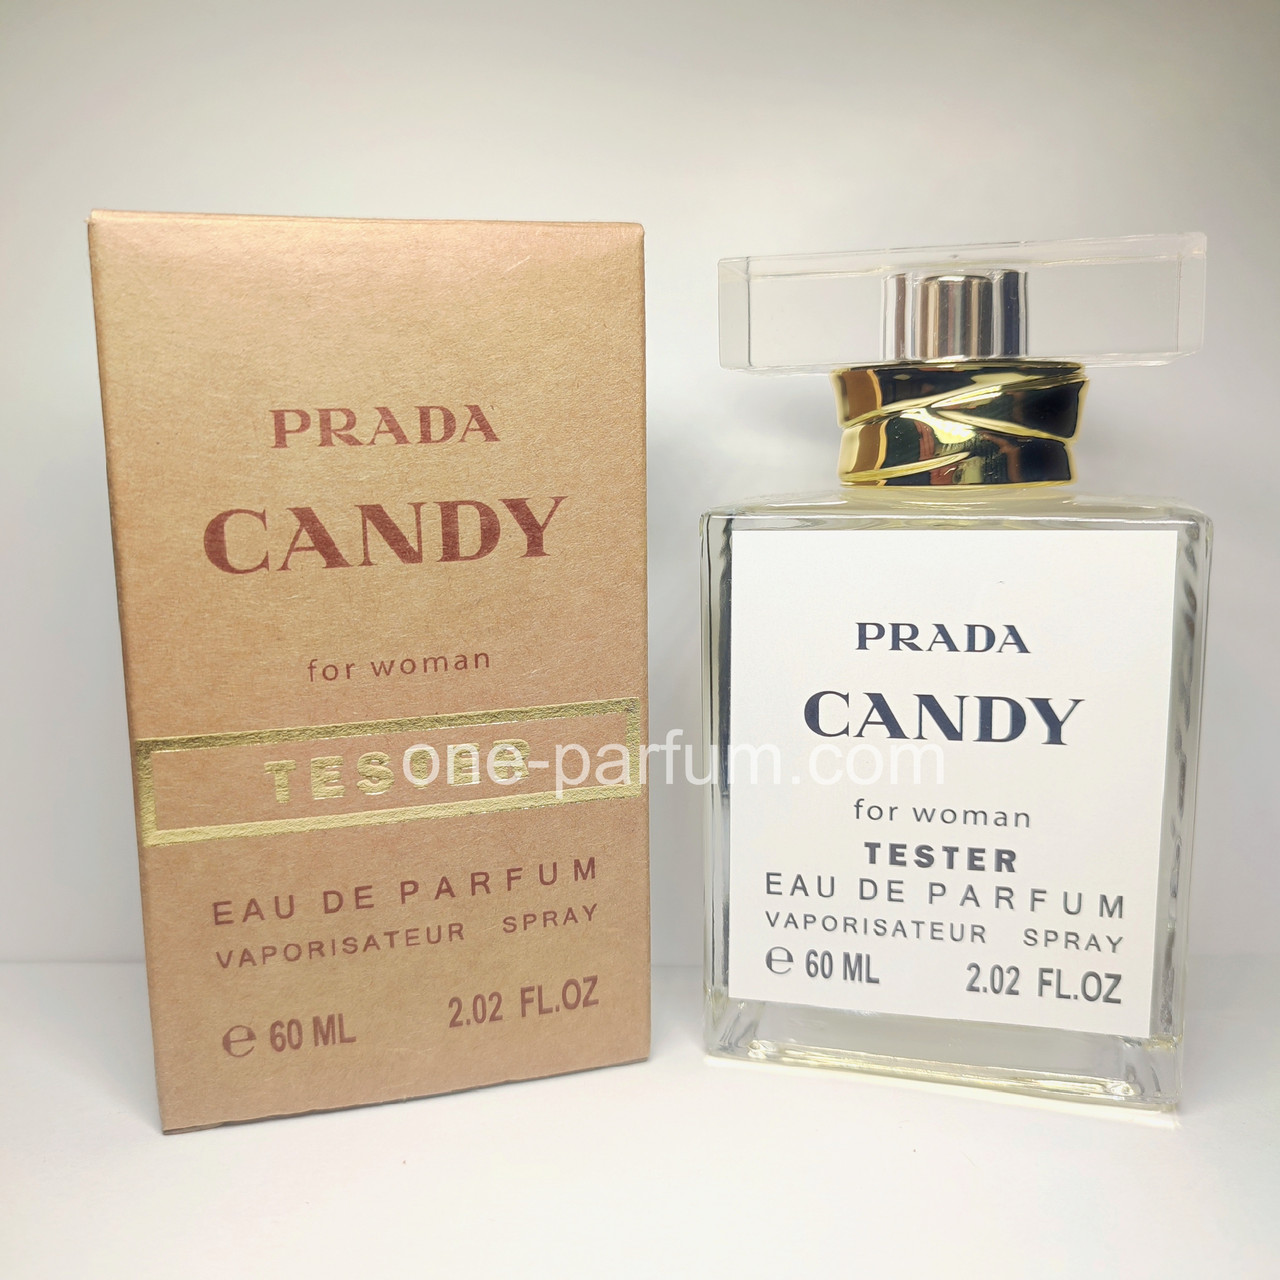 PRADA
CANDY
for woman
TESTER
EAU DE PARFUM
VAPORISATEUR SPRAY
e 60 ML 2.02 FL.OZ
PRADA
CANDY
for woman
TESTER
EAU DE PARFUM
VAPORISATEUR SPRAY
e 60 ML 2.02 FL.OZ
one-parfum.com